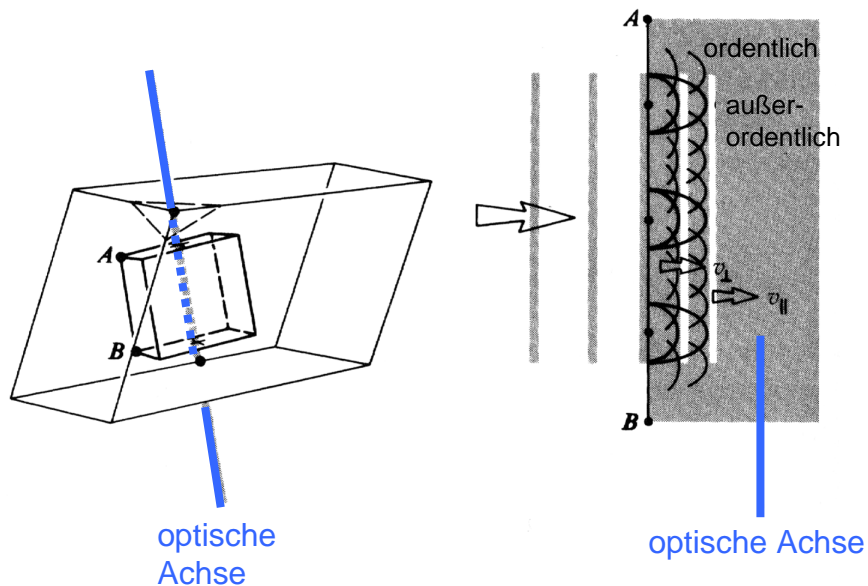 A
B
optische
Achse
A
ordentlich
außer-
ordentlich
v⊥
v∥
B
optische Achse